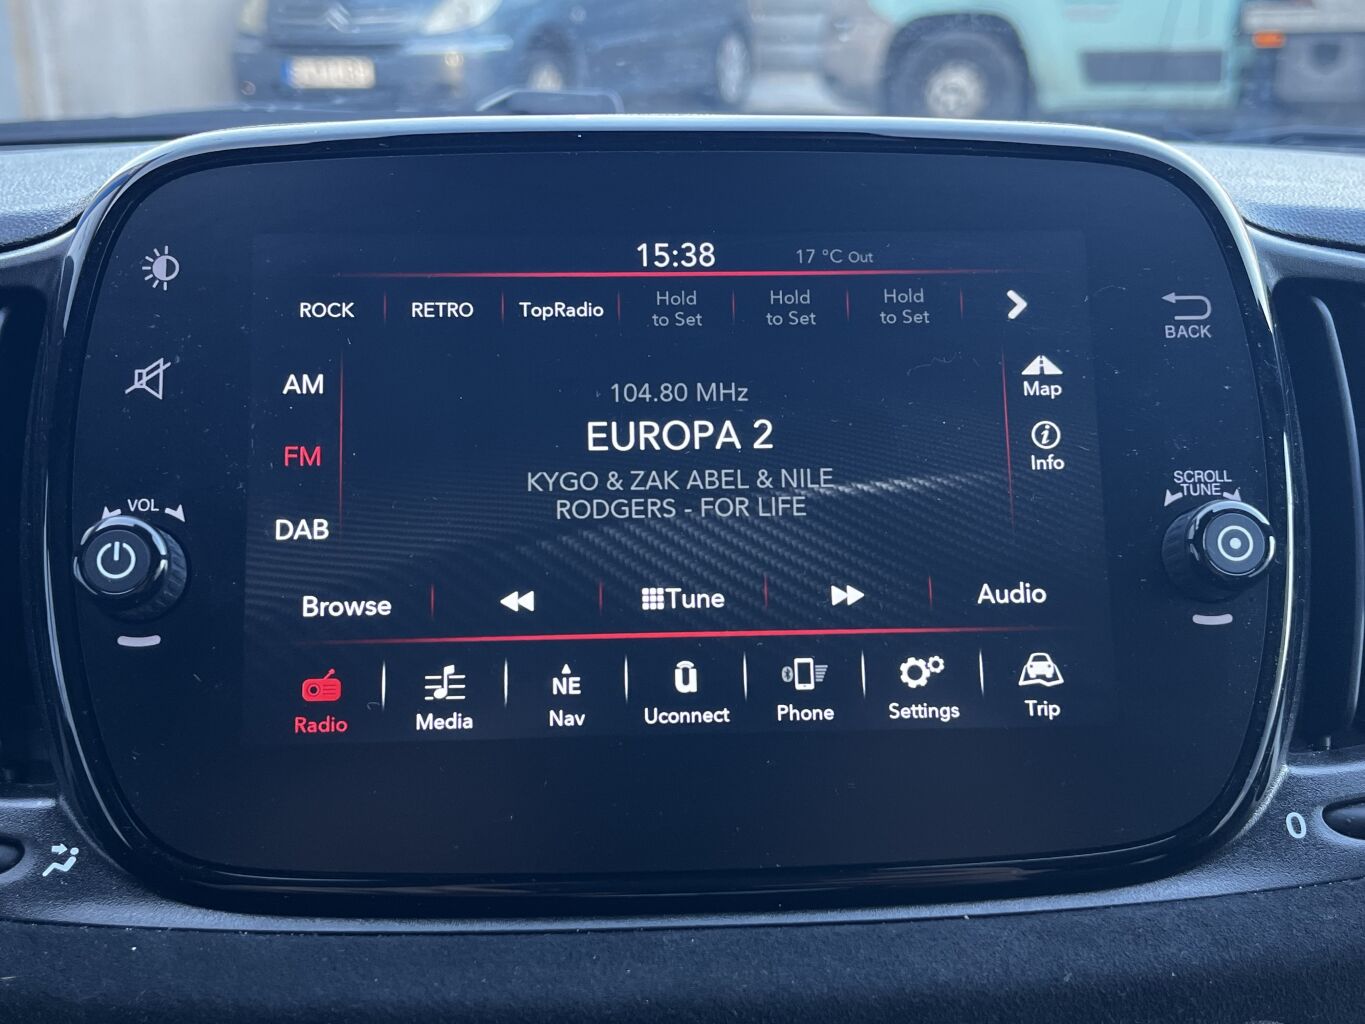 15:38
17 °C Out
ROCK
RETRO
TopRadio
Hold
to Set
Hold
to Set
Hold
to Set
BACK
AM
104.80 MHz
Map
EUROPA 2
FM
Info
KYGO & ZAK ABEL & NILE
RODGERS - FOR LIFE
VOL
SCROLL
TUNE
DAB
Browse
Tune
Audio
NE
Radio
Media
Nav
Uconnect
Phone
Settings
Trip
0